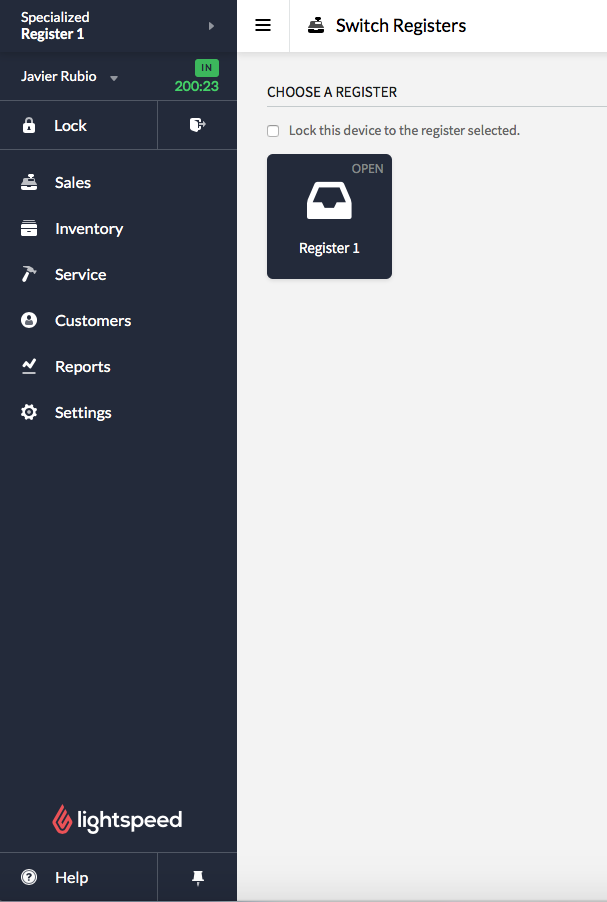 Specialized
Register 1
Javier Rubio
IN
200:23
Lock
Sales
Inventory
Service
Customers
Reports
Settings
lightspeed
Help
Switch Registers
CHOOSE A REGISTER
Lock this device to the register selected.
OPEN
Register 1